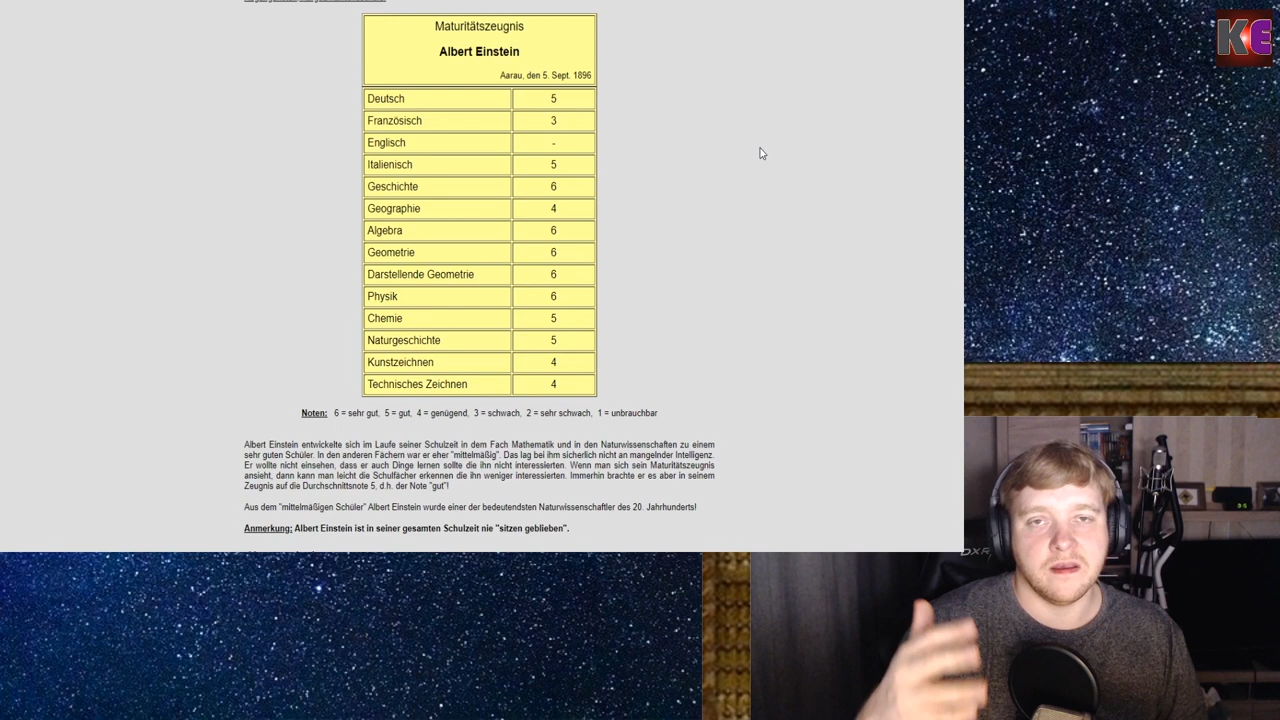 Maturitätszeugnis
Albert Einstein
Aarau, den 5. Sept. 1896
Deutsch 5
Französisch 3
Englisch -
Italienisch 5
Geschichte 6
Geographie 4
Algebra 6
Geometrie 6
Darstellende Geometrie 6
Physik 6
Chemie 5
Naturgeschichte 5
Kunstzeichnen 4
Technisches Zeichnen 4
Noten: 6 = sehr gut, 5 = gut, 4 = genügend, 3 = schwach, 2 = sehr schwach, 1 = unbrauchbar
Albert Einstein entwickelte sich im Laufe seiner Schulzeit in dem Fach Mathematik und in den Naturwissenschaften zu einem
sehr guten Schüler. In den anderen Fächern war er eher "mittelmäßig". Das lag bei ihm sicherlich nicht an mangelnder Intelligenz.
Er wollte nicht einsehen, dass er auch Dinge lernen sollte die ihn nicht interessierten. Wenn man sich sein Maturitätszeugnis
ansieht, dann kann man leicht die Schulfächer erkennen die ihn weniger interessierten. Immerhin brachte er es aber in seinem
Zeugnis auf die Durchschnittsnote 5, d.h. der Note "gut"!
Aus dem "mittelmäßigen Schüler" Albert Einstein wurde einer der bedeutendsten Naturwissenschaftler des 20. Jahrhunderts!
Anmerkung: Albert Einstein ist in seiner gesamten Schulzeit nie "sitzen geblieben".
KE
DXR